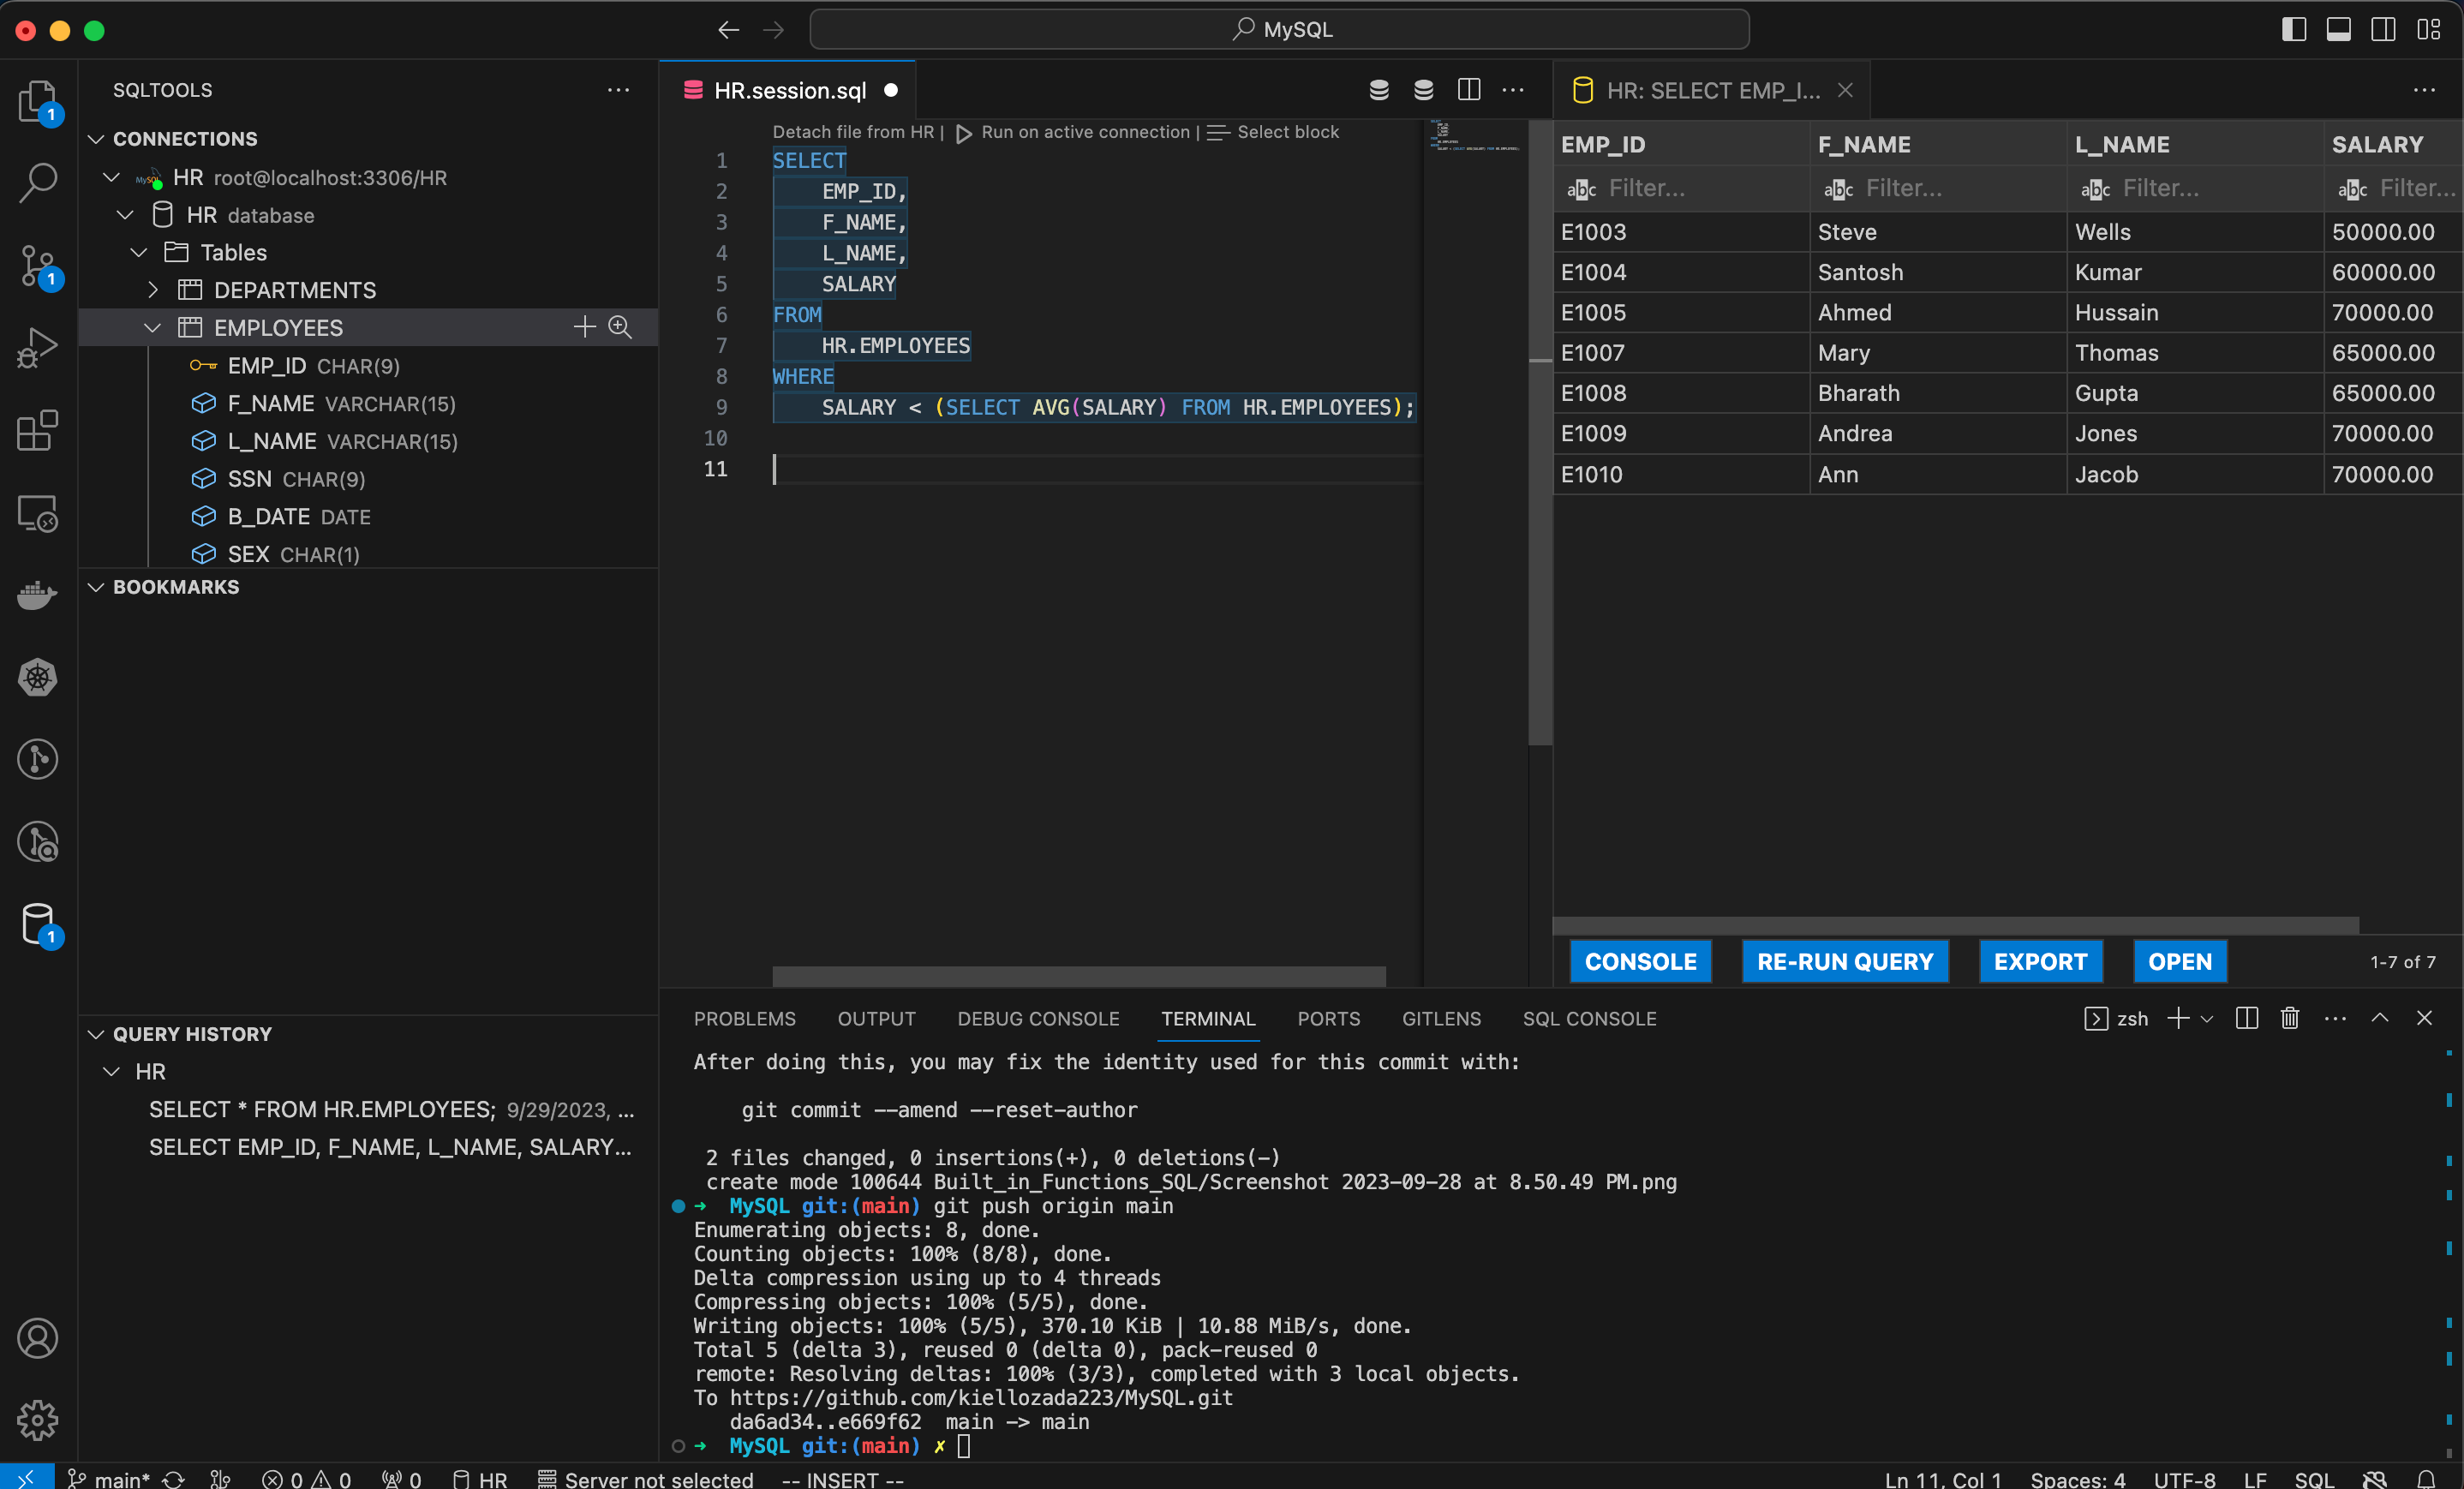 MySQL
1
1
1
SQLTOOLS
CONNECTIONS
HR root@localhost:3306/HR
HR database
Tables
DEPARTMENTS
EMPLOYEES
EMP_ID CHAR(9)
F_NAME VARCHAR(15)
L_NAME VARCHAR(15)
SSN CHAR(9)
B_DATE DATE
SEX CHAR(1)
BOOKMARKS
QUERY HISTORY
HR
SELECT * FROM HR.EMPLOYEES; 9/29/2023, ...
SELECT EMP_ID, F_NAME, L_NAME, SALARY...
HR.session.sql
Detach file from HR | Run on active connection | Select block
1 SELECT
2 EMP_ID,
3 F_NAME,
4 L_NAME,
5 SALARY
6 FROM
7 HR.EMPLOYEES
8 WHERE
9 SALARY < (SELECT AVG(SALARY) FROM HR.EMPLOYEES);
10
11
HR: SELECT EMP_I...
EMP_ID F_NAME L_NAME SALARY
abc Filter... abc Filter... abc Filter... abc Filter...
E1003 Steve Wells 50000.00
E1004 Santosh Kumar 60000.00
E1005 Ahmed Hussain 70000.00
E1007 Mary Thomas 65000.00
E1008 Bharath Gupta 65000.00
E1009 Andrea Jones 70000.00
E1010 Ann Jacob 70000.00
CONSOLE RE-RUN QUERY EXPORT OPEN 1-7 of 7
PROBLEMS OUTPUT DEBUG CONSOLE TERMINAL PORTS GITLENS SQL CONSOLE zsh
After doing this, you may fix the identity used for this commit with:
git commit --amend --reset-author
2 files changed, 0 insertions(+), 0 deletions(-)
create mode 100644 Built_in_Functions_SQL/Screenshot 2023-09-28 at 8.50.49 PM.png
➜ MySQL git:(main) git push origin main
Enumerating objects: 8, done.
Counting objects: 100% (8/8), done.
Delta compression using up to 4 threads
Compressing objects: 100% (5/5), done.
Writing objects: 100% (5/5), 370.10 KiB | 10.88 MiB/s, done.
Total 5 (delta 3), reused 0 (delta 0), pack-reused 0
remote: Resolving deltas: 100% (3/3), completed with 3 local objects.
To https://github.com/kiellozada223/MySQL.git
da6ad34..e669f62 main -> main
➜ MySQL git:(main) ✗
main* 0 0 0 HR Server not selected -- INSERT -- Ln 11, Col 1 Spaces: 4 UTF-8 LF SQL